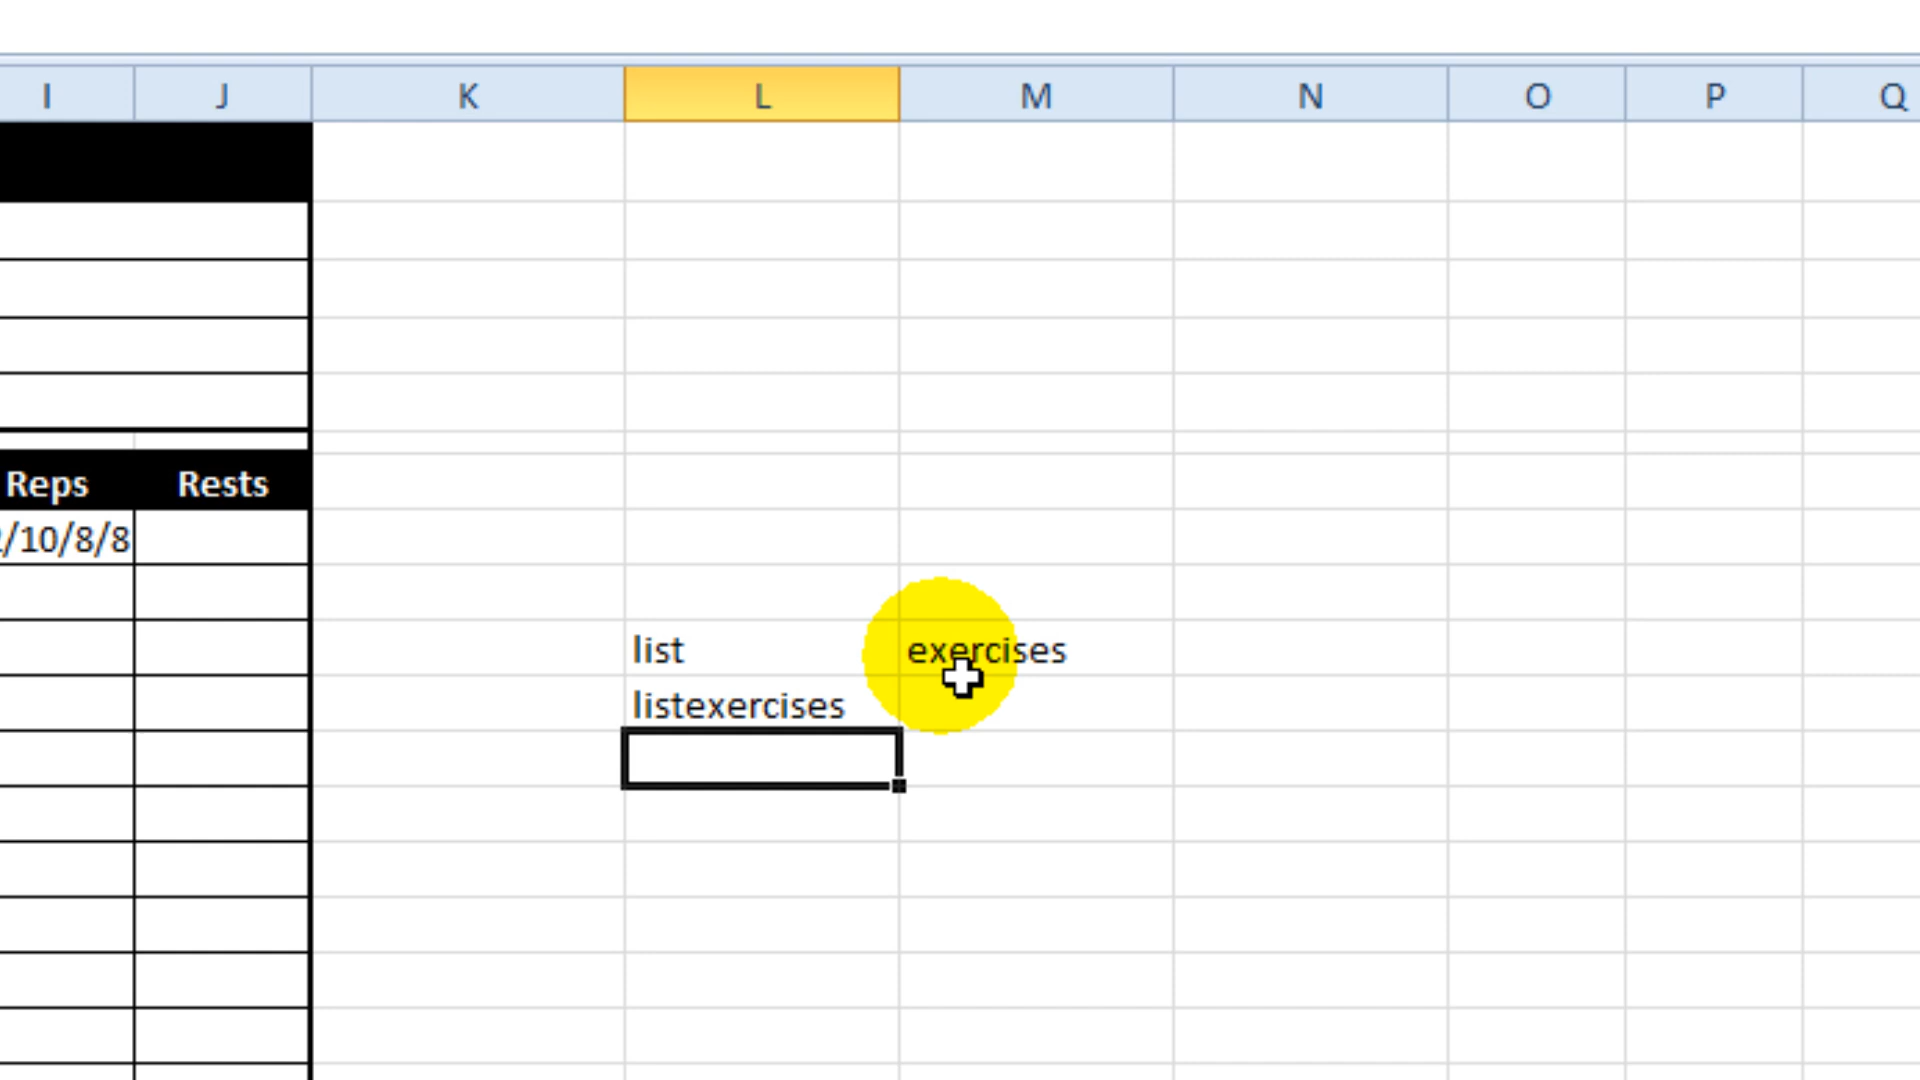 I J K L M N O P Q
Reps Rests
/10/8/8
list exercises
listexercises